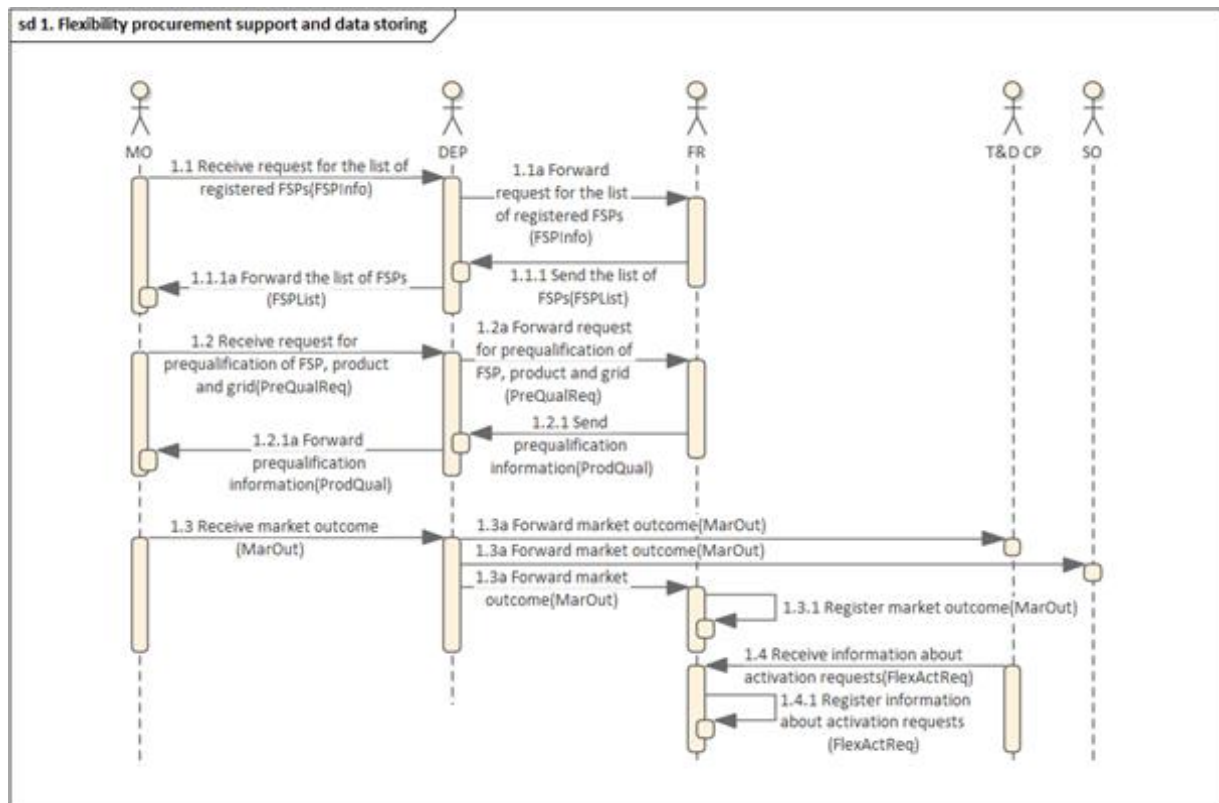 sd 1. Flexibility procurement support and data storing
MO
DEP
FR
T&D CP
SO
1.1 Receive request for the list of
registered FSPs(FSPInfo)
1.1a Forward
request for the list
of registered FSPs
(FSPInfo)
1.1.1 Send the list of
FSPs(FSPList)
1.1.1a Forward the list of FSPs
(FSPList)
1.2 Receive request for
prequalification of FSP, product
and grid(PreQualReq)
1.2a Forward request
for prequalification of
FSP, product and grid
(PreQualReq)
1.2.1 Send
prequalification
information(ProdQual)
1.2.1a Forward
prequalification
information(ProdQual)
1.3 Receive market outcome
(MarOut)
1.3a Forward market outcome(MarOut)
1.3a Forward market outcome(MarOut)
1.3a Forward market
outcome(MarOut)
1.3.1 Register market outcome(MarOut)
1.4 Receive information about
activation requests(FlexActReq)
1.4.1 Register information
about activation requests
(FlexActReq)